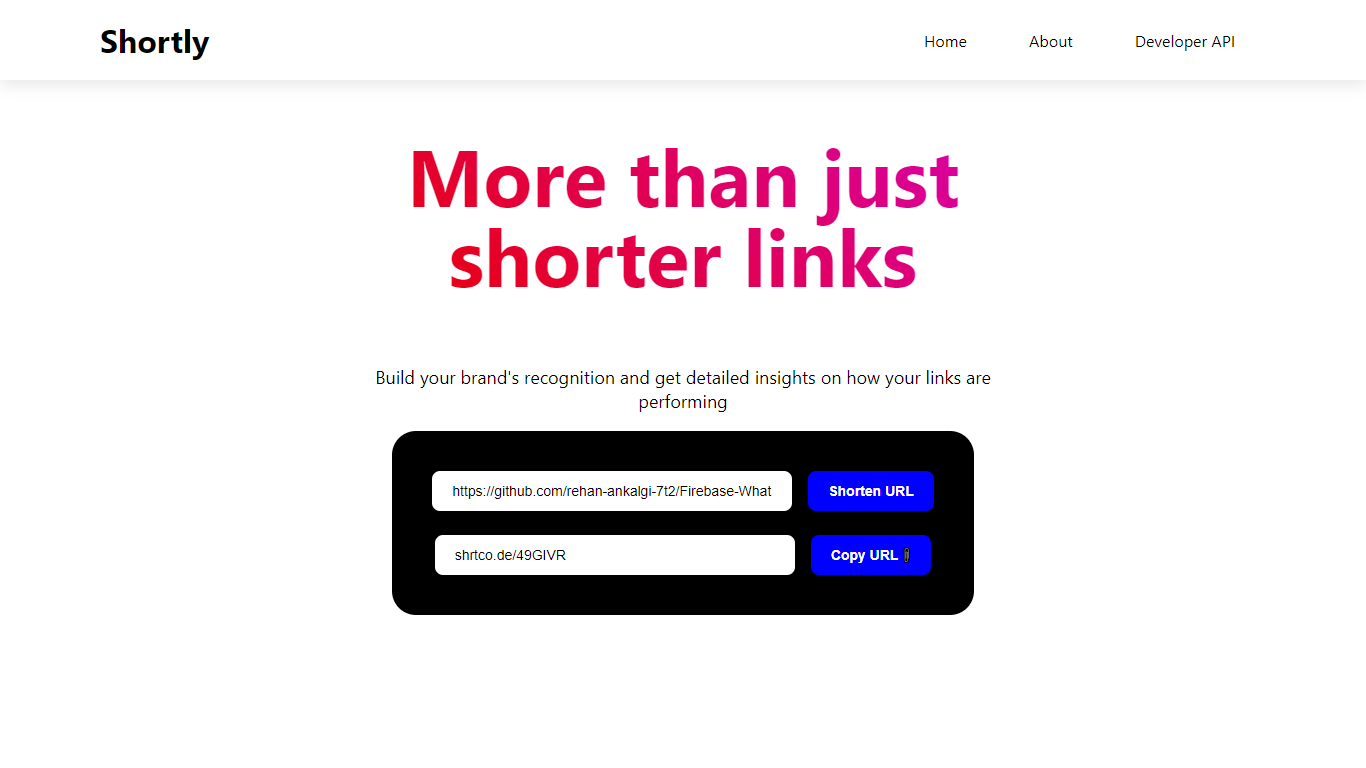 Shortly
Home
About
Developer API
More than just
shorter links
Build your brand's recognition and get detailed insights on how your links are
performing
https://github.com/rehan-ankalgi-7t2/Firebase-What
Shorten URL
shrtco.de/49GIVR
Copy URL